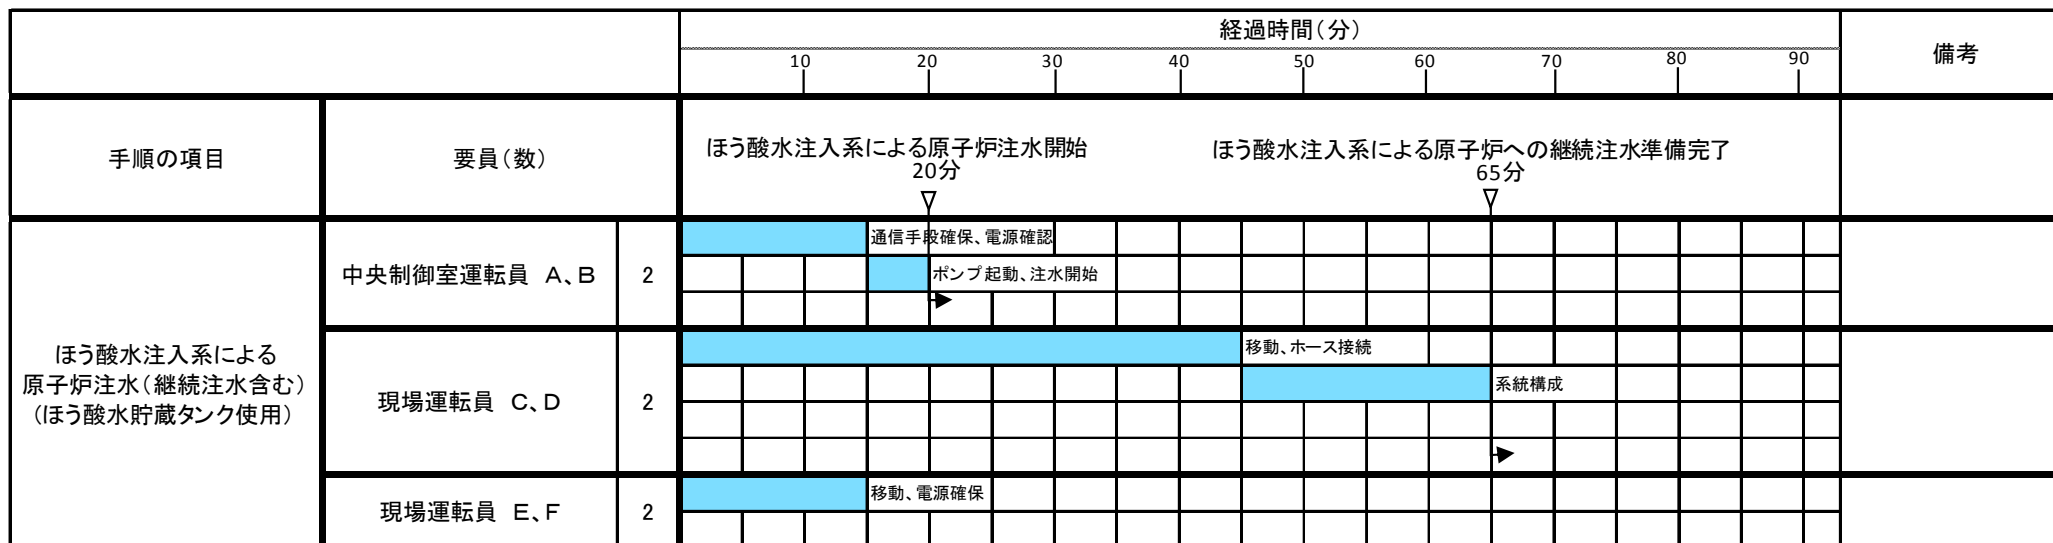 経過時間(分)
備考
10 20 30 40 50 60 70 80 90
手順の項目
要員(数)
ほう酸水注入系による原子炉注水開始
20分
ほう酸水注入系による原子炉への継続注水準備完了
65分
ほう酸水注入系による
原子炉注水(継続注水含む)
(ほう酸水貯蔵タンク使用)
中央制御室運転員 A、B
2
通信手段確保、電源確認
ポンプ起動、注水開始
現場運転員 C、D
2
移動、ホース接続
系統構成
現場運転員 E、F
2
移動、電源確保